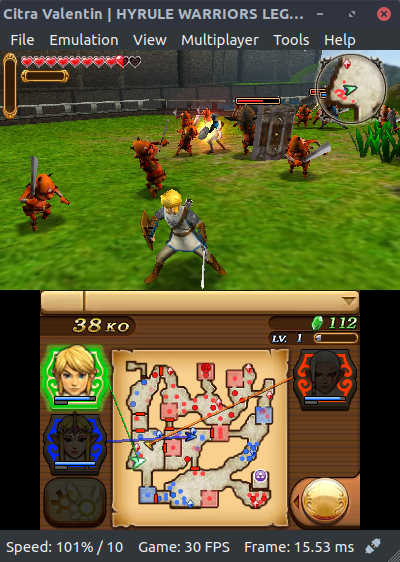 Citra Valentin | HYRULE WARRIORS LEG...
File Emulation View Multiplayer Tools Help
38 KO
112
LV. 1
Speed: 101% / 10 Game: 30 FPS Frame: 15.53 ms